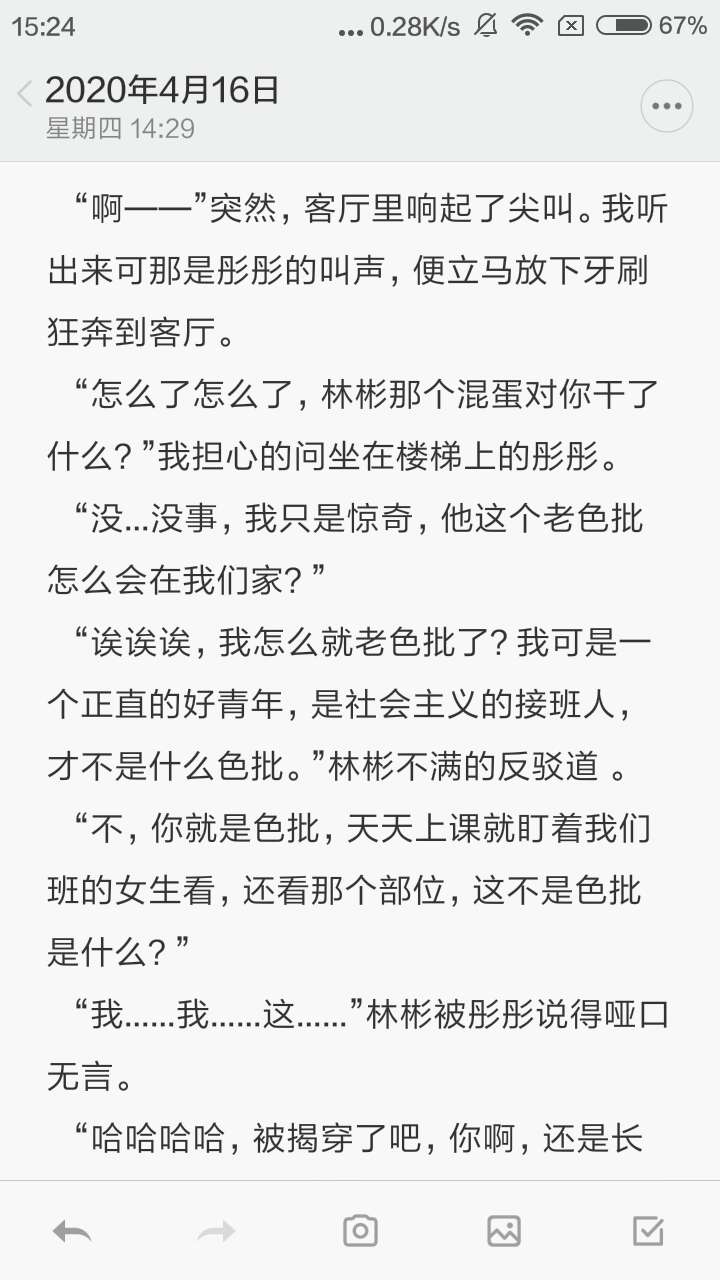 15:24
... 0.28K/s 67%
2020年4月16日
星期四 14:29
“啊——”突然，客厅里响起了尖叫。我听
出来可那是彤彤的叫声，便立马放下牙刷
狂奔到客厅。
“怎么了怎么了，林彬那个混蛋对你干了
什么？”我担心的问坐在楼梯上的彤彤。
“没...没事，我只是惊奇，他这个老色批
怎么会在我们家？”
“诶诶诶，我怎么就老色批了？我可是一
个正直的好青年，是社会主义的接班人，
才不是什么色批。”林彬不满的反驳道 。
“不，你就是色批，天天上课就盯着我们
班的女生看，还看那个部位，这不是色批
是什么？”
“我......我......这......”林彬被彤彤说得哑口
无言。
“哈哈哈哈，被揭穿了吧，你啊，还是长